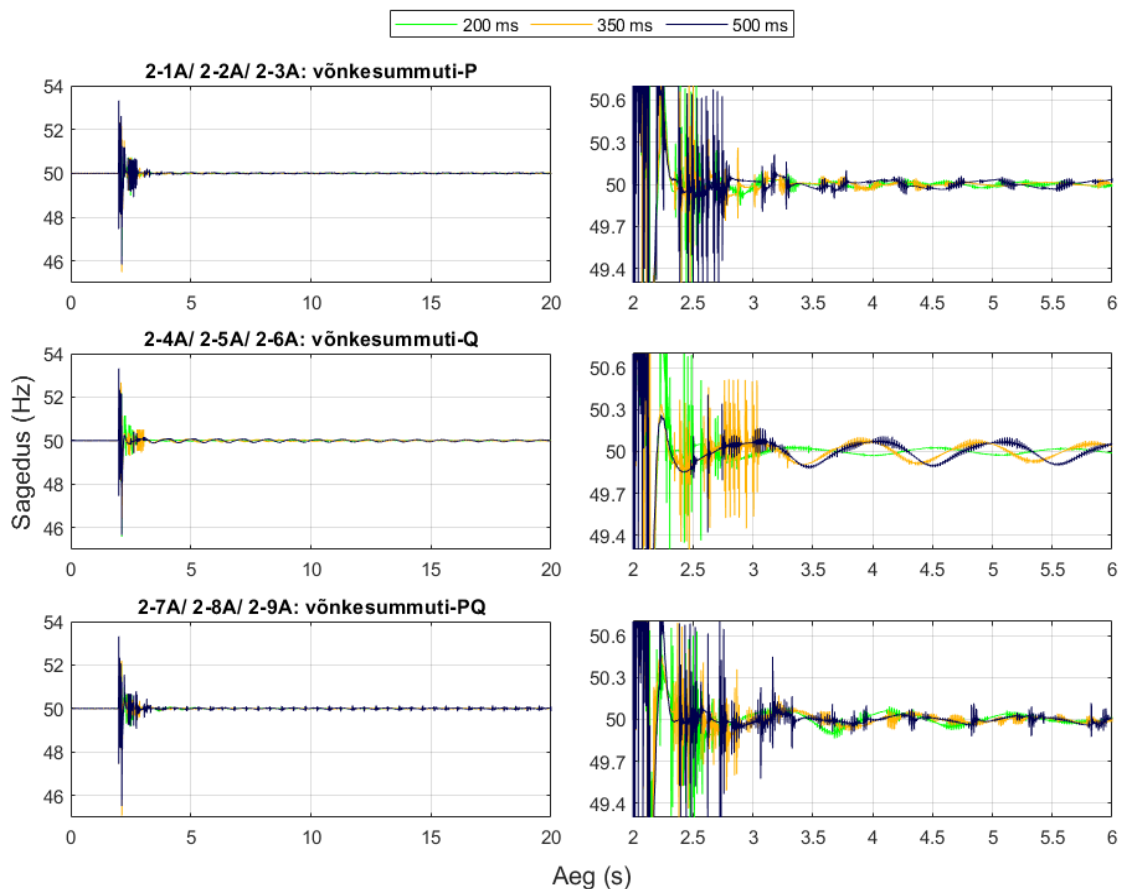 200 ms 350 ms 500 ms
2-1A/ 2-2A/ 2-3A: võnkesummuti-P
54
52
50
48
46
0 5 10 15 20
50.6
50.3
50
49.7
49.4
2 2.5 3 3.5 4 4.5 5 5.5 6
2-4A/ 2-5A/ 2-6A: võnkesummuti-Q
Sagedus (Hz)
54
52
50
48
46
0 5 10 15 20
50.6
50.3
50
49.7
49.4
2 2.5 3 3.5 4 4.5 5 5.5 6
2-7A/ 2-8A/ 2-9A: võnkesummuti-PQ
54
52
50
48
46
0 5 10 15 20
50.6
50.3
50
49.7
49.4
2 2.5 3 3.5 4 4.5 5 5.5 6
Aeg (s)